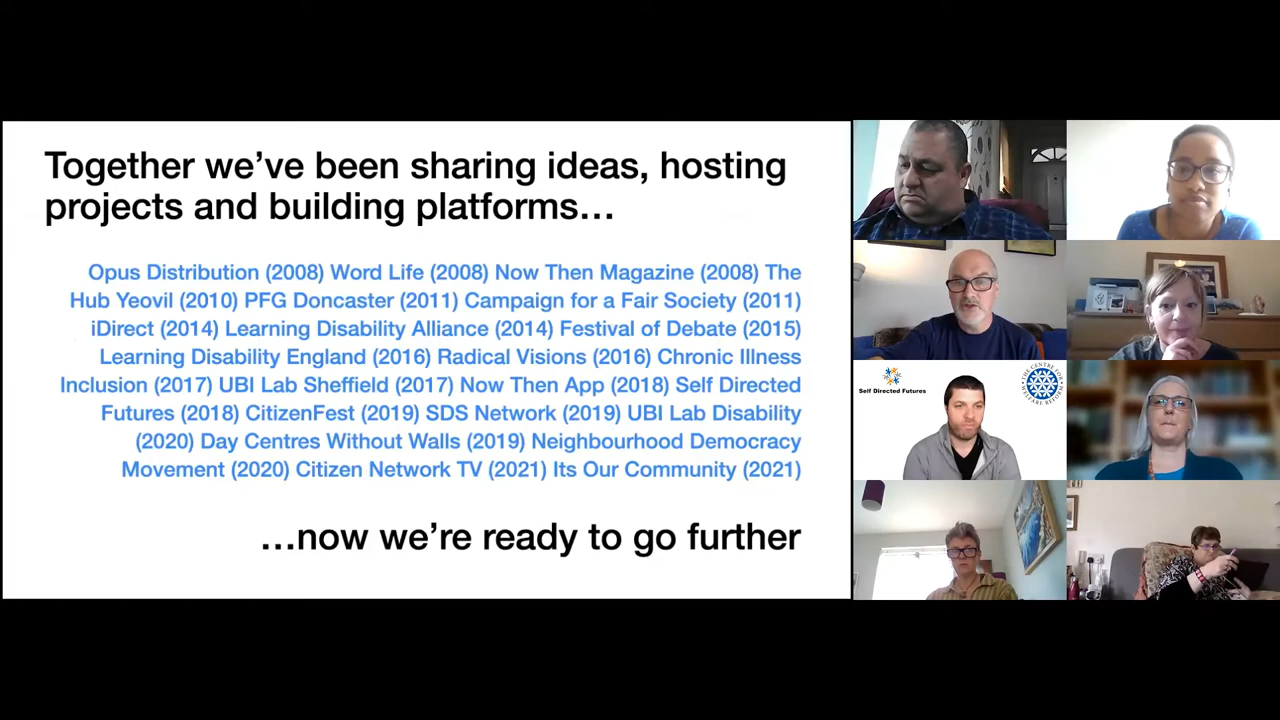 Together we've been sharing ideas, hosting
projects and building platforms…
Opus Distribution (2008) Word Life (2008) Now Then Magazine (2008) The
Hub Yeovil (2010) PFG Doncaster (2011) Campaign for a Fair Society (2011)
iDirect (2014) Learning Disability Alliance (2014) Festival of Debate (2015)
Learning Disability England (2016) Radical Visions (2016) Chronic Illness
Inclusion (2017) UBI Lab Sheffield (2017) Now Then App (2018) Self Directed
Futures (2018) CitizenFest (2019) SDS Network (2019) UBI Lab Disability
(2020) Day Centres Without Walls (2019) Neighbourhood Democracy
Movement (2020) Citizen Network TV (2021) Its Our Community (2021)
…now we're ready to go further
Self Directed Futures
THE CENTRE FOR
WELFARE REFORM